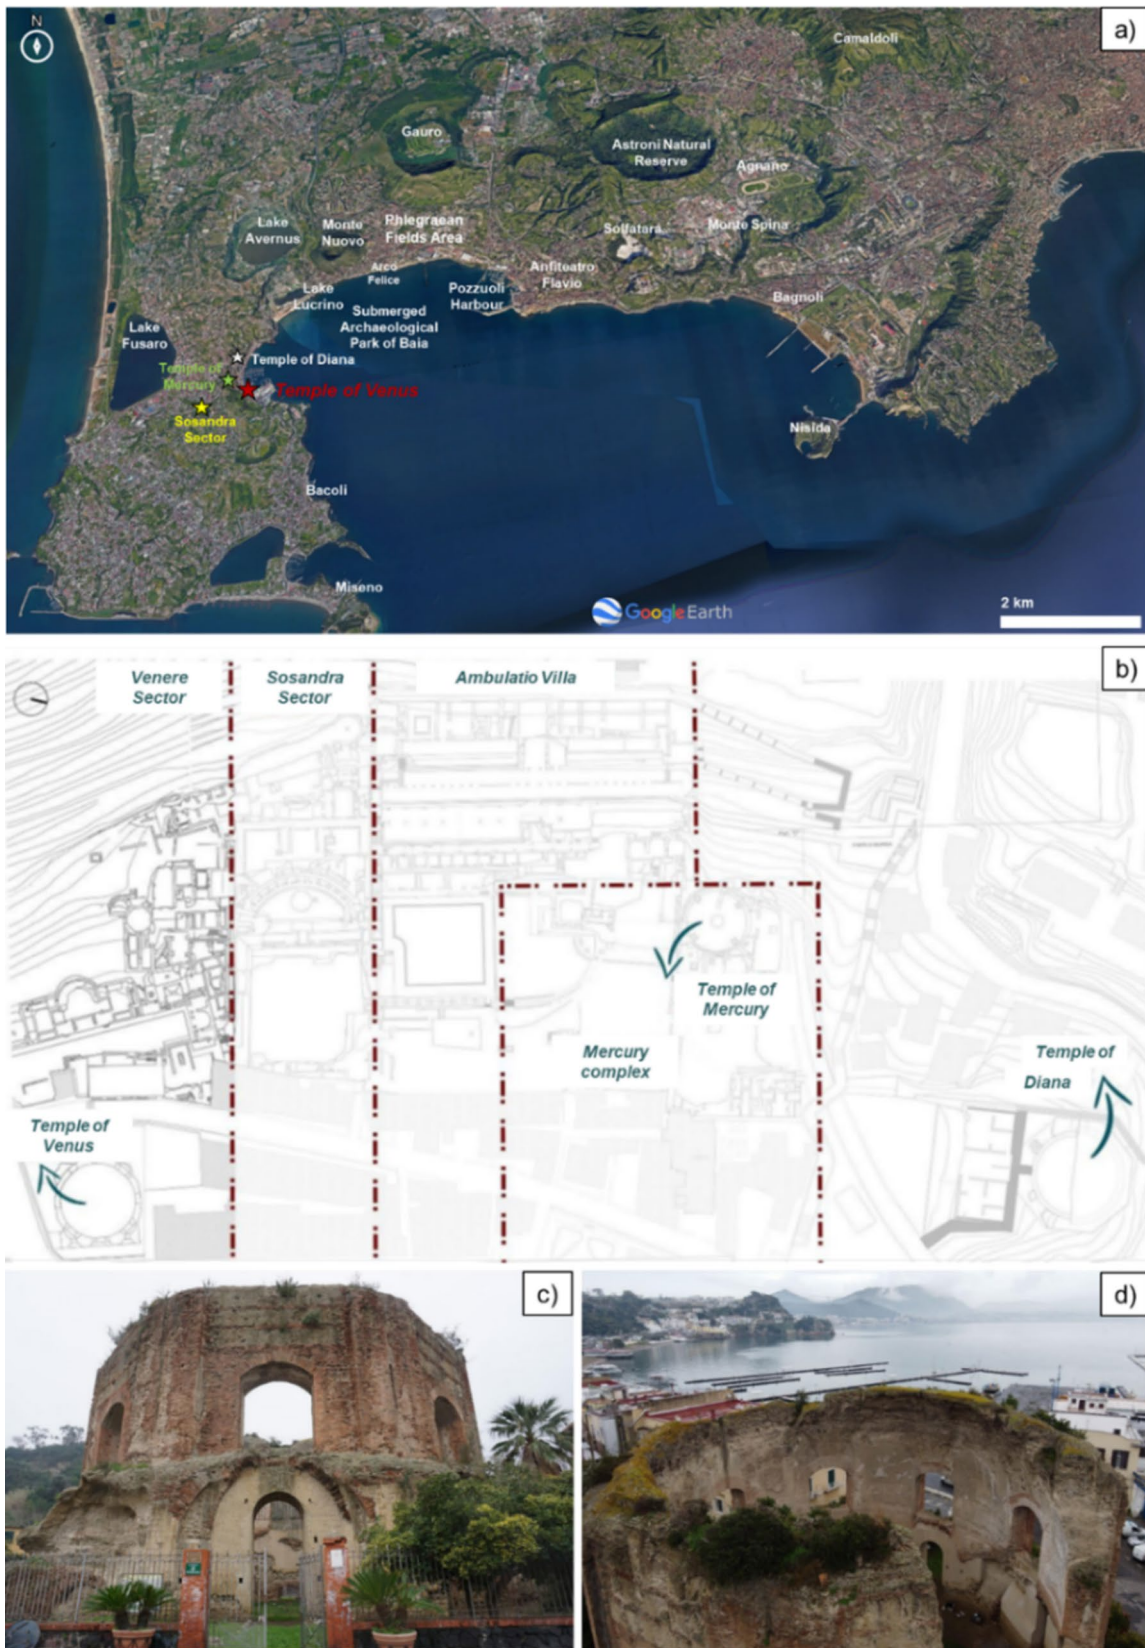 a)
N
Camaldoli
Gauro
Astroni Natural
Reserve
Agnano
Lake
Avernus
Monte
Nuovo
Phlegraean
Fields Area
Solfatara
Monte Spina
Arco
Felice
Anfiteatro
Flavio
Lake
Lucrino
Pozzuoli
Harbour
Bagnoli
Submerged
Archaeological
Park of Baia
Lake
Fusaro
Temple of Diana
Temple of
Mercury
Temple of Venus
Sosandra
Sector
Nisida
Bacoli
Miseno
Google Earth
2 km
b)
Venere
Sector
Sosandra
Sector
Ambulatio Villa
Temple of
Mercury
Mercury
complex
Temple of
Diana
Temple of
Venus
c)
d)